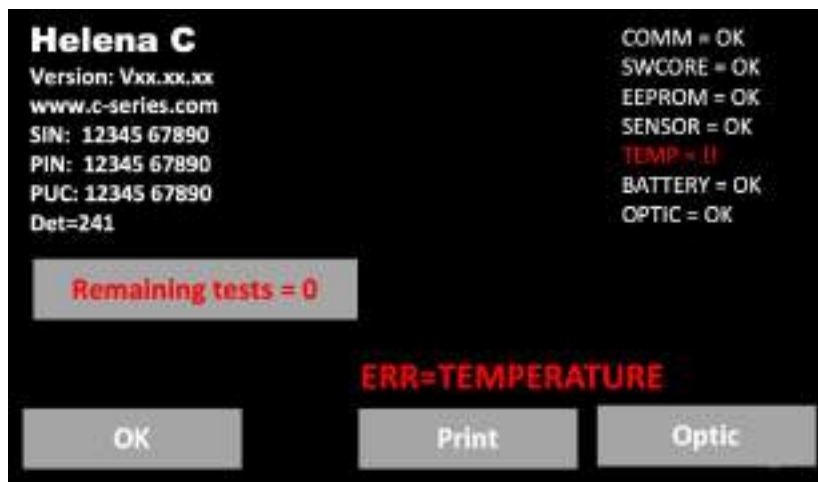 Helena C
Version: Vxx.xx.xx
www.c-series.com
SIN: 12345 67890
PIN: 12345 67890
PUC: 12345 67890
Det=241
COMM = OK
SWCORE = OK
EEPROM = OK
SENSOR = OK
TEMP = !!
BATTERY = OK
OPTIC = OK
Remaining tests = 0
ERR=TEMPERATURE
OK
Print
Optic